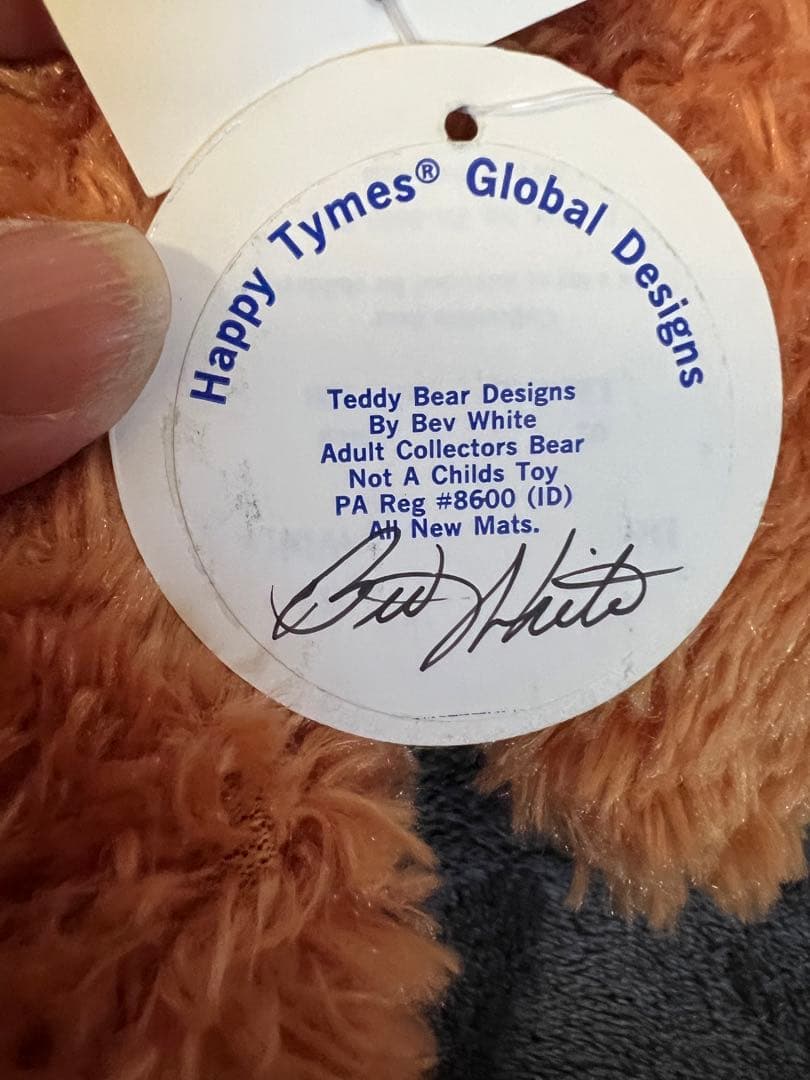 Happy Tymes® Global Designs
Teddy Bear Designs
By Bev White
Adult Collectors Bear
Not A Childs Toy
PA Reg #8600 (ID)
All New Mats.
Bev White